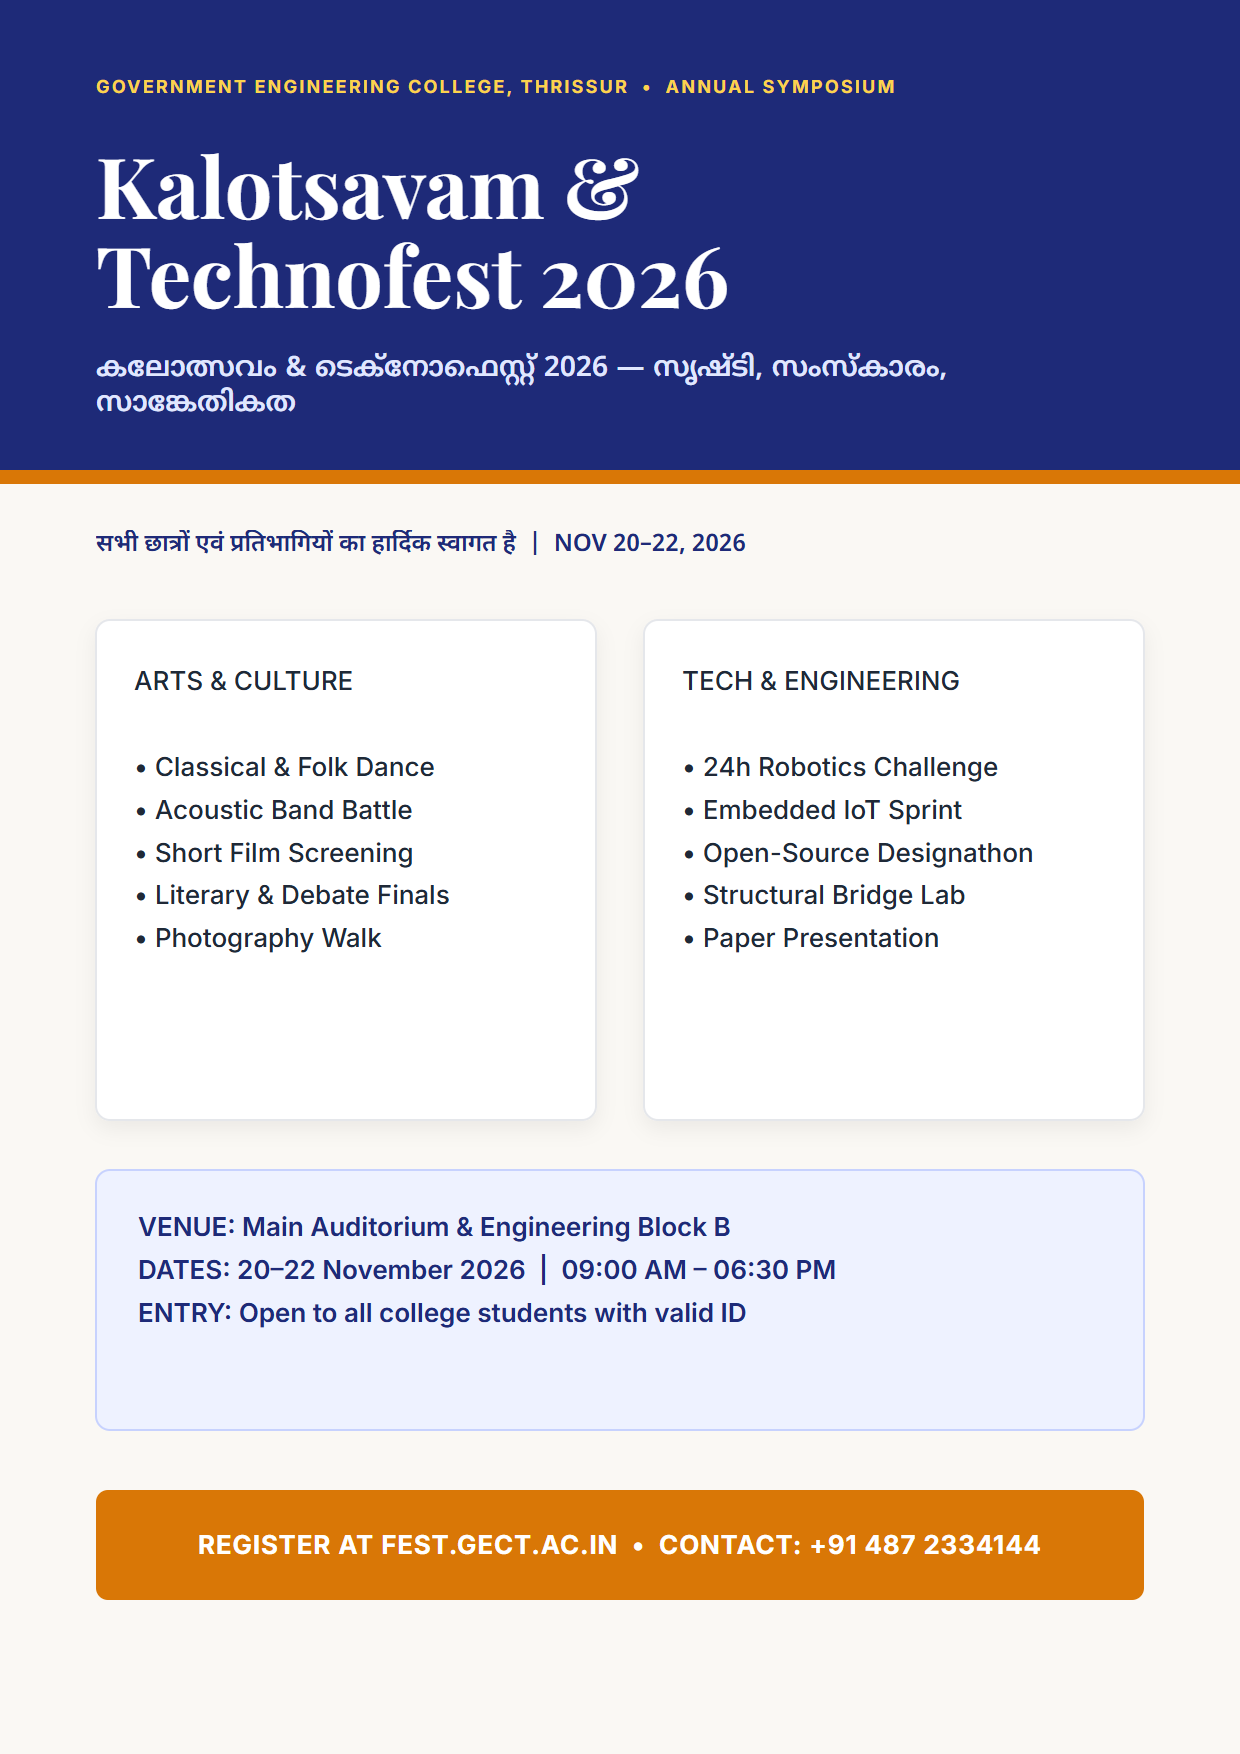 GOVERNMENT ENGINEERING COLLEGE, THRISSUR • ANNUAL SYMPOSIUM
Kalotsavam &
Technofest 2026
കലോത്സവം & ടെക്നോഫെസ്റ്റ് 2026 — സൃഷ്ടി, സംസ്കാരം,
സാങ്കേതികത
सभी छात्रों एवं प्रतिभागियों का हार्दिक स्वागत है | NOV 20–22, 2026
ARTS & CULTURE
• Classical & Folk Dance
• Acoustic Band Battle
• Short Film Screening
• Literary & Debate Finals
• Photography Walk
TECH & ENGINEERING
• 24h Robotics Challenge
• Embedded IoT Sprint
• Open-Source Designathon
• Structural Bridge Lab
• Paper Presentation
VENUE: Main Auditorium & Engineering Block B
DATES: 20–22 November 2026 | 09:00 AM – 06:30 PM
ENTRY: Open to all college students with valid ID
REGISTER AT FEST.GECT.AC.IN • CONTACT: +91 487 2334144